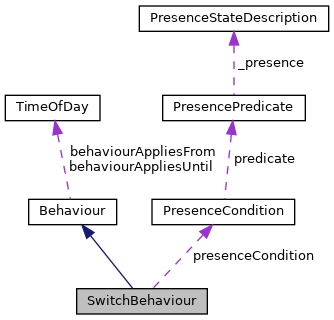 PresenceStateDescription
_presence
TimeOfDay
PresencePredicate
behaviourAppliesFrom
behaviourAppliesUntil
predicate
Behaviour
PresenceCondition
presenceCondition
SwitchBehaviour